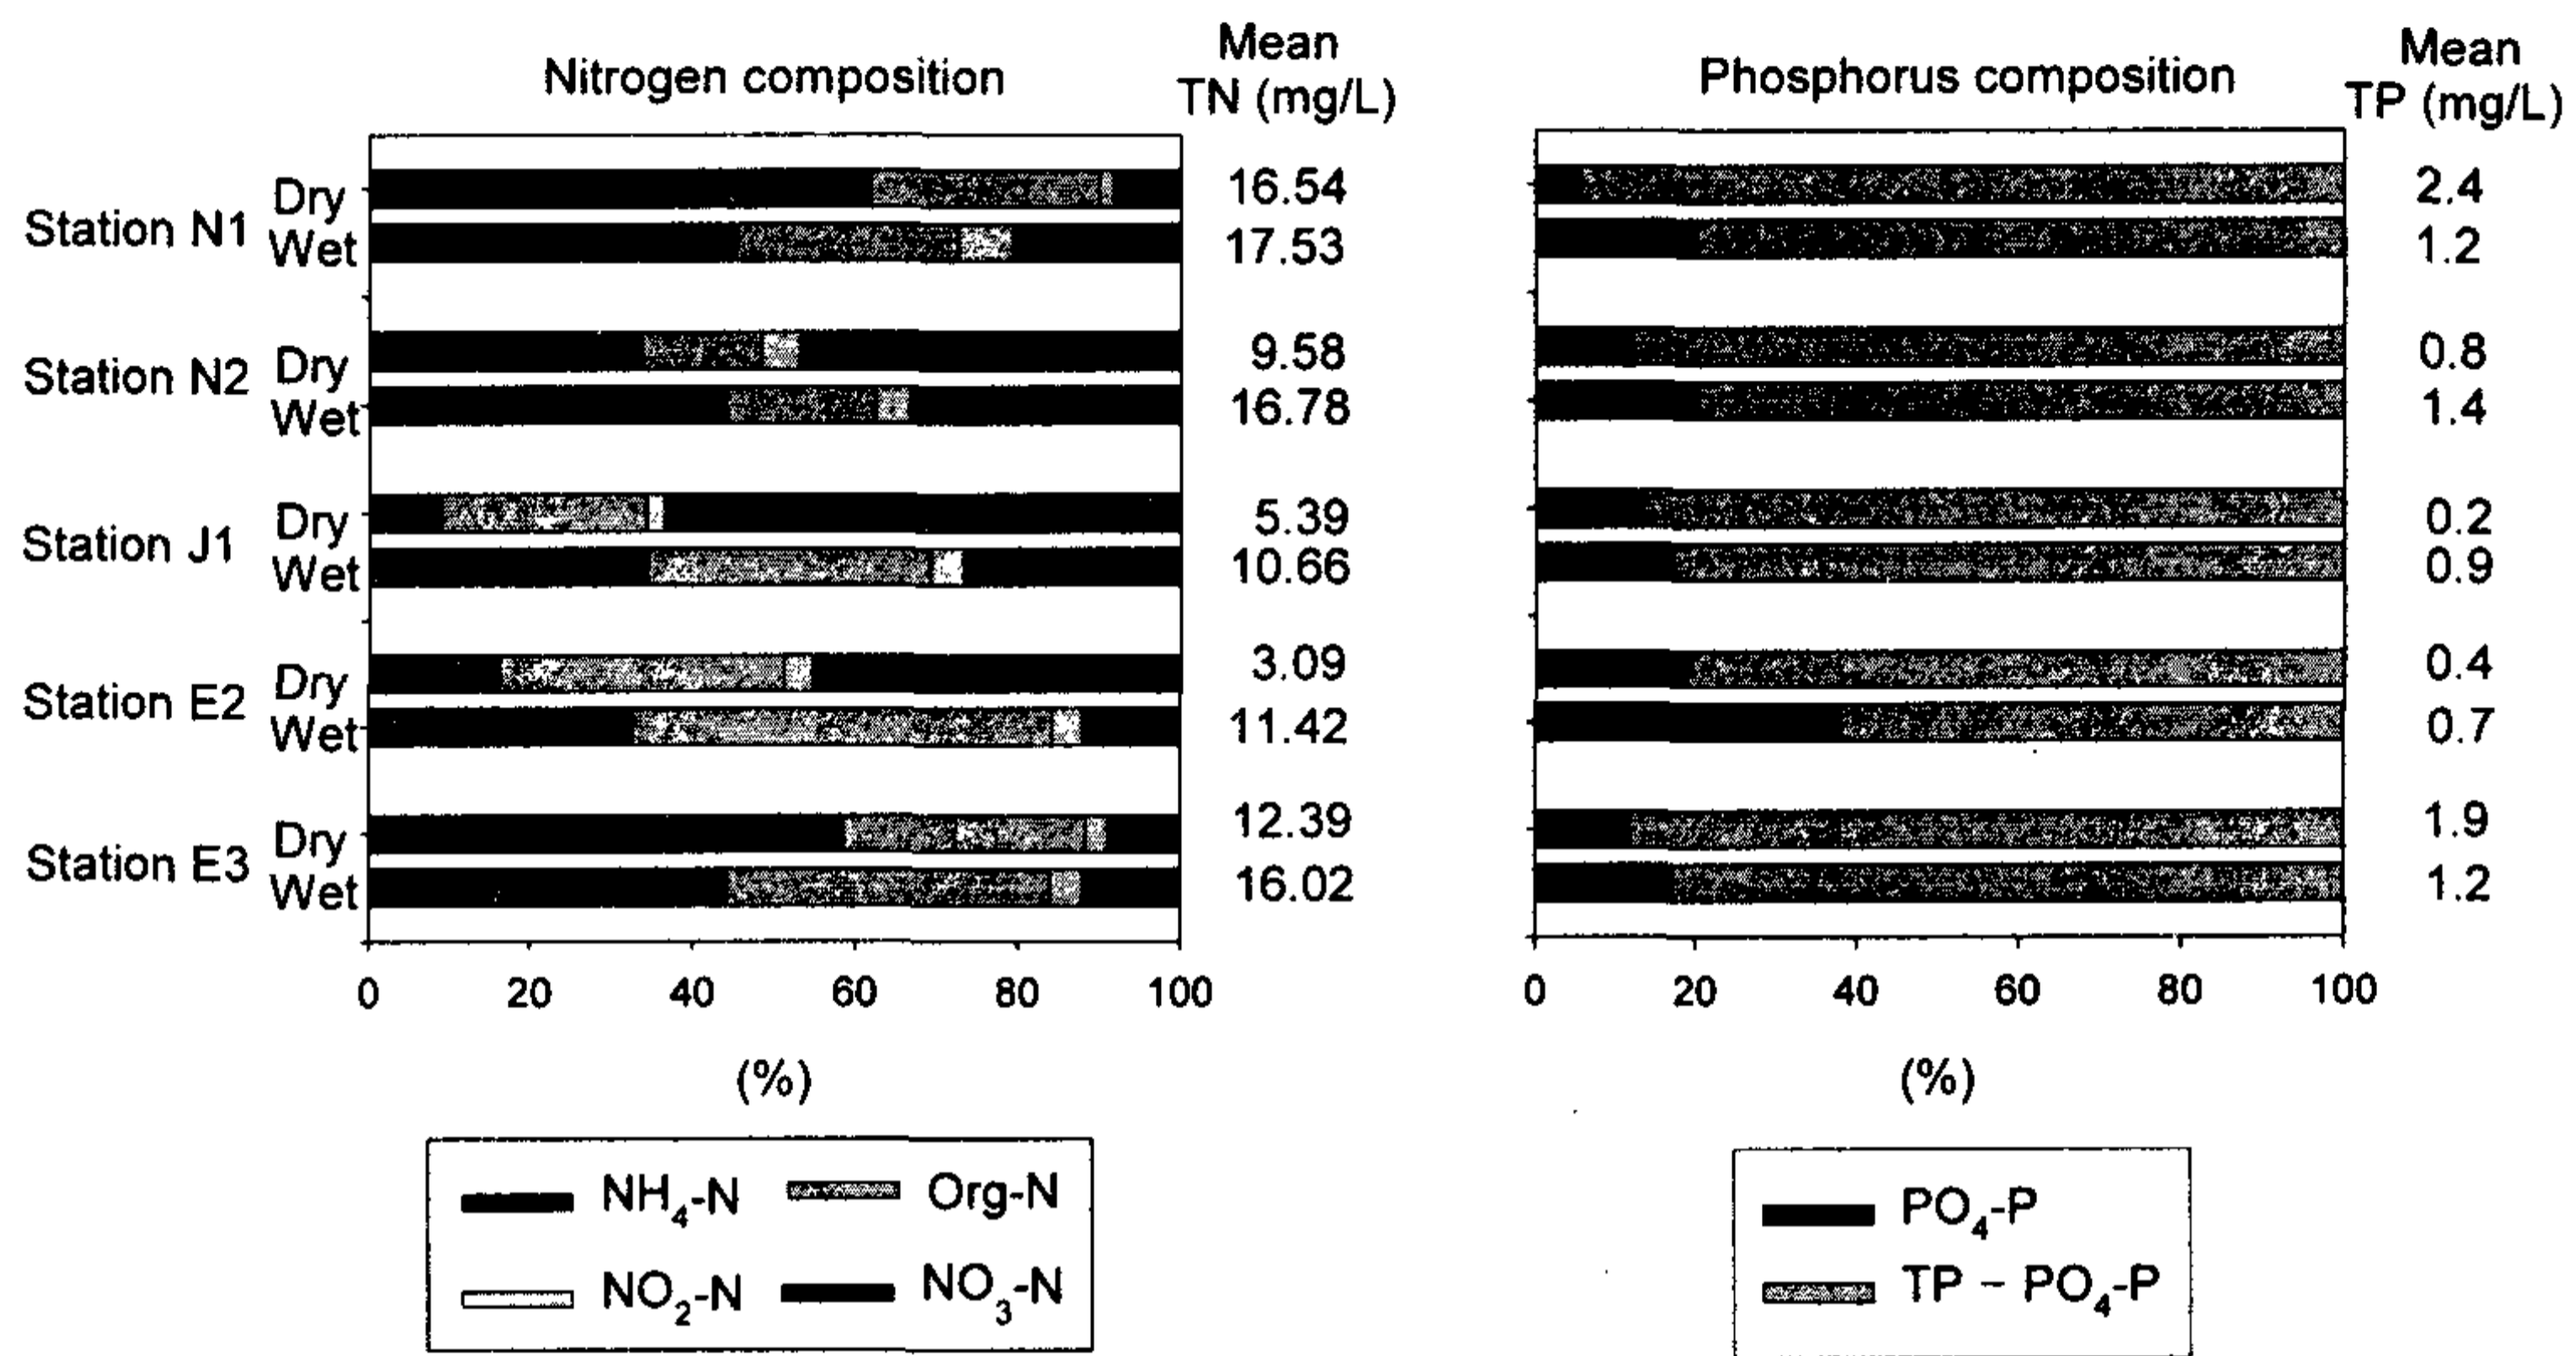 Nitrogen composition
Mean
TN (mg/L)
Station N1
Dry
Wet
16.54
17.53
Station N2
Dry
Wet
9.58
16.78
Station J1
Dry
Wet
5.39
10.66
Station E2
Dry
Wet
3.09
11.42
Station E3
Dry
Wet
12.39
16.02
0 20 40 60 80 100
(%)
NH₄-N Org-N
NO₂-N NO₃-N
Phosphorus composition
Mean
TP (mg/L)
2.4
1.2
0.8
1.4
0.2
0.9
0.4
0.7
1.9
1.2
0 20 40 60 80 100
(%)
PO₄-P
TP – PO₄-P